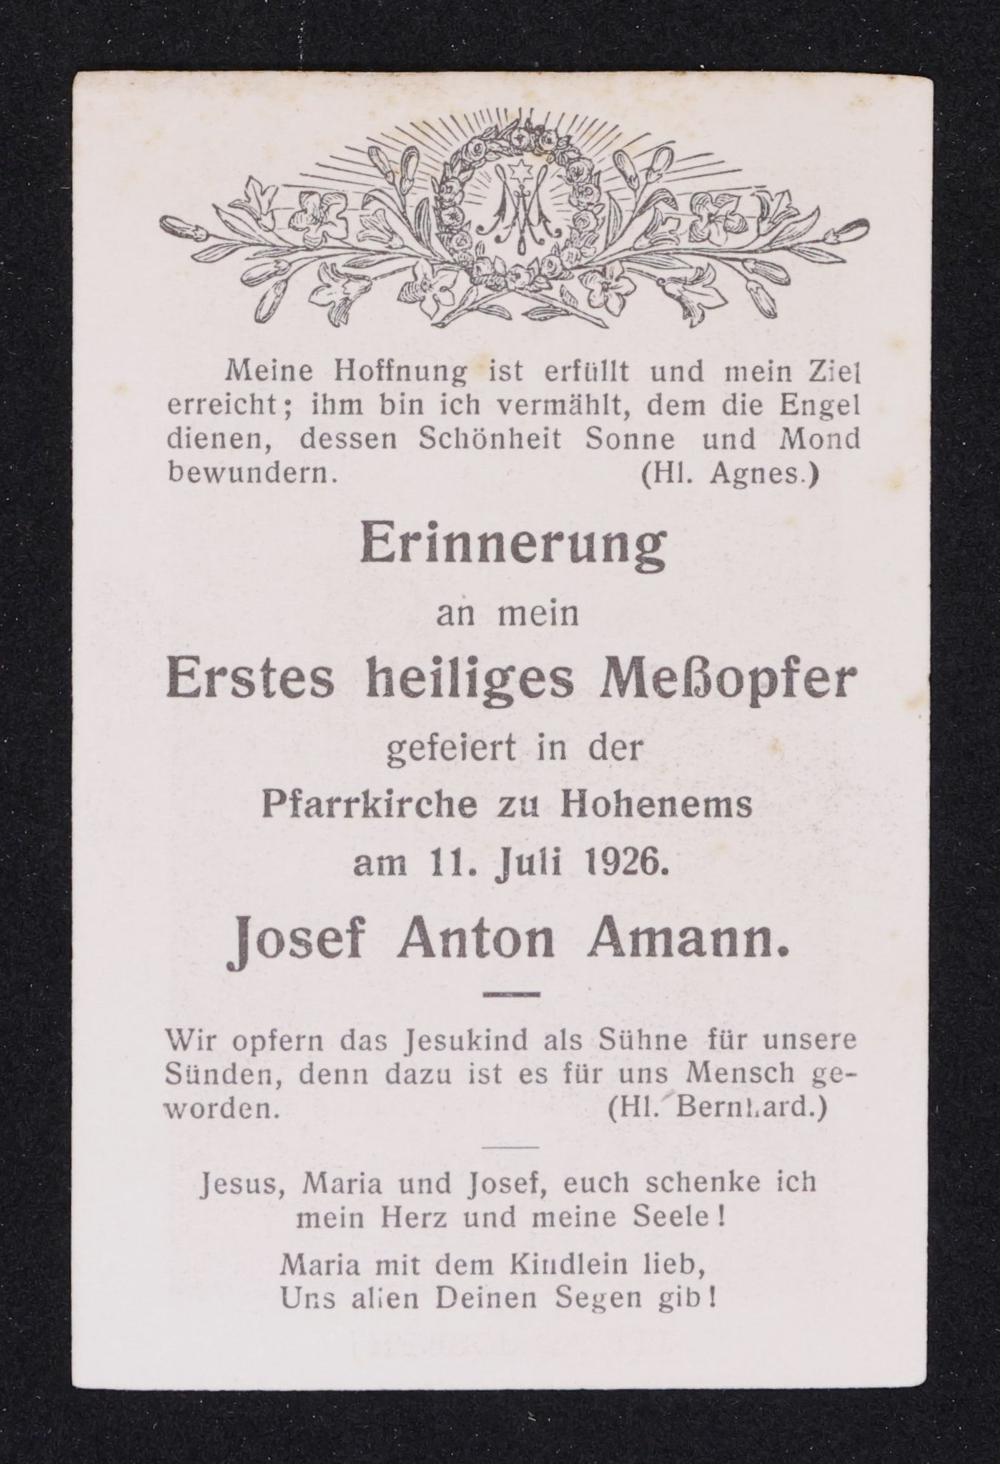 Meine Hoffnung ist erfüllt und mein Ziel
erreicht; ihm bin ich vermählt, dem die Engel
dienen, dessen Schönheit Sonne und Mond
bewundern. (Hl. Agnes.)
Erinnerung
an mein
Erstes heiliges Meßopfer
gefeiert in der
Pfarrkirche zu Hohenems
am 11. Juli 1926.
Josef Anton Amann.
Wir opfern das Jesukind als Sühne für unsere
Sünden, denn dazu ist es für uns Mensch ge-
worden. (Hl. Bernhard.)
Jesus, Maria und Josef, euch schenke ich
mein Herz und meine Seele!
Maria mit dem Kindlein lieb,
Uns allen Deinen Segen gib!